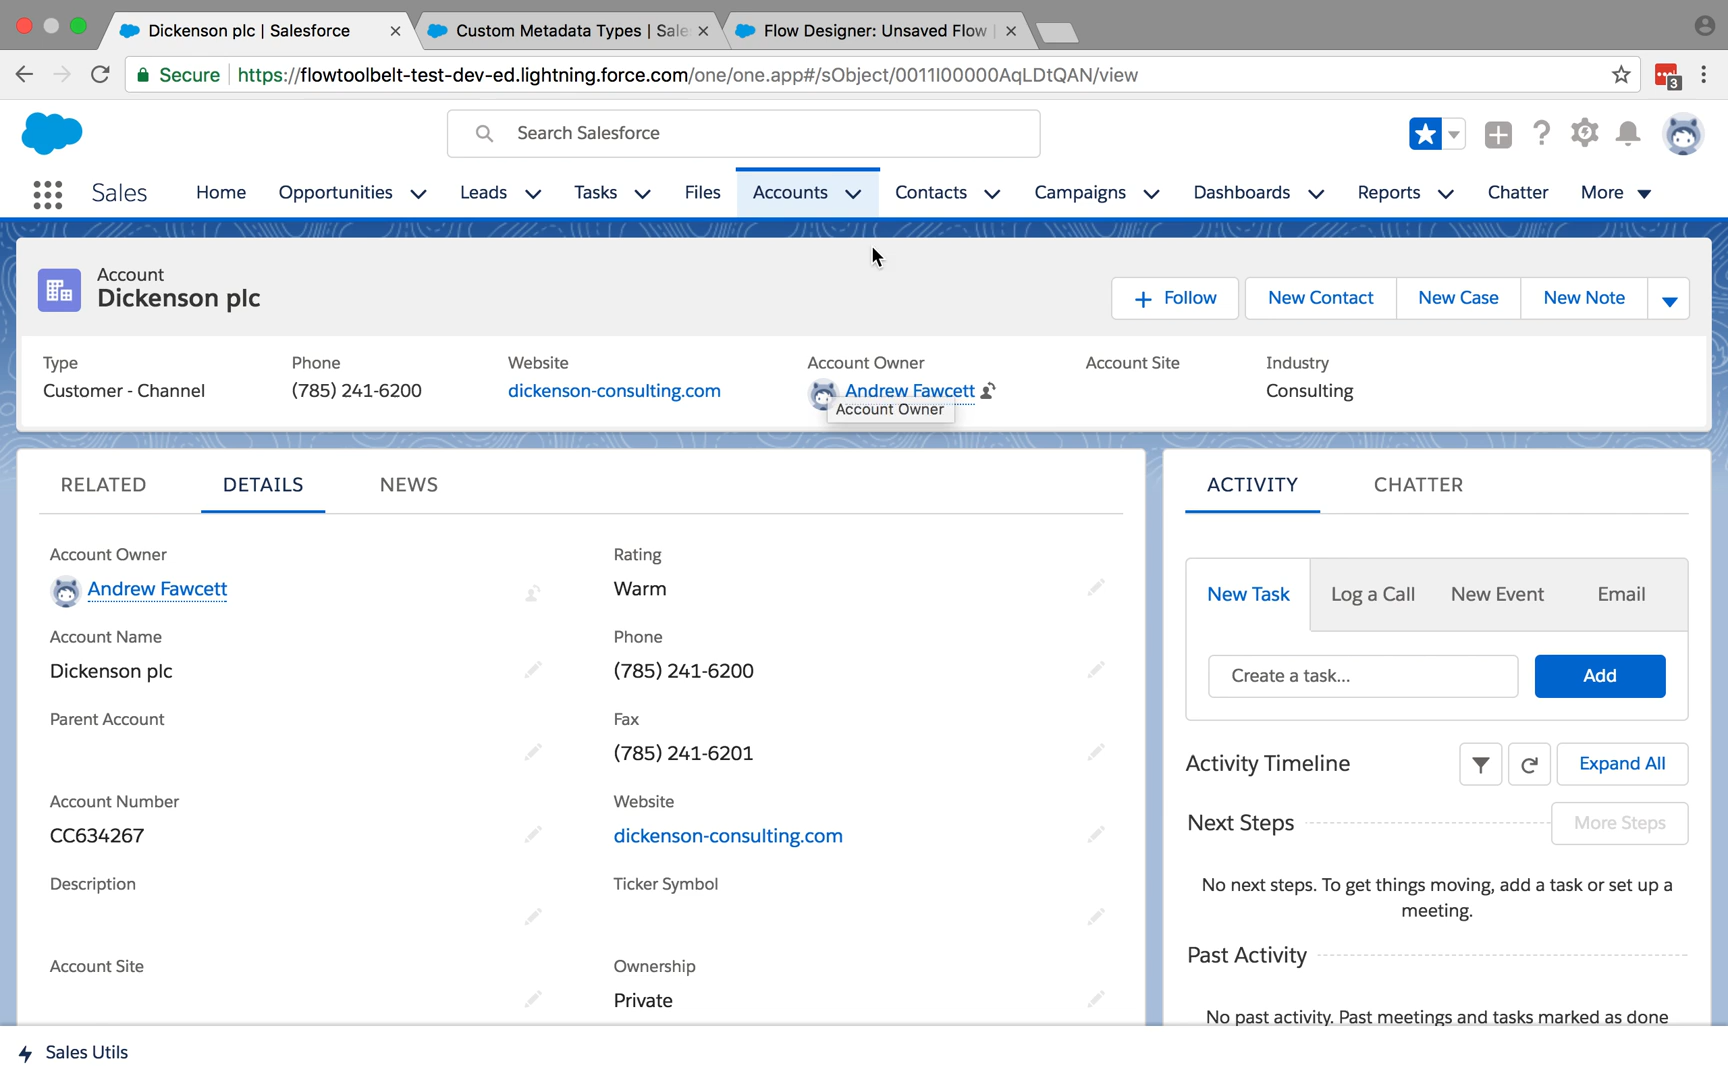 Dickenson plc | Salesforce
Custom Metadata Types | Sale
Flow Designer: Unsaved Flow
Secure
https://flowtoolbelt-test-dev-ed.lightning.force.com/one/one.app#/sObject/0011I00000AqLDtQAN/view
3
Search Salesforce
Sales
Home
Opportunities
Leads
Tasks
Files
Accounts
Contacts
Campaigns
Dashboards
Reports
Chatter
More
Account
Dickenson plc
Follow
New Contact
New Case
New Note
Type
Phone
Website
Account Owner
Account Site
Industry
Customer - Channel
(785) 241-6200
dickenson-consulting.com
Andrew Fawcett
Consulting
Account Owner
RELATED
DETAILS
NEWS
Account Owner
Andrew Fawcett
Rating
Warm
Account Name
Dickenson plc
Phone
(785) 241-6200
Parent Account
Fax
(785) 241-6201
Account Number
CC634267
Website
dickenson-consulting.com
Description
Ticker Symbol
Account Site
Ownership
Private
ACTIVITY
CHATTER
New Task
Log a Call
New Event
Email
Create a task...
Add
Activity Timeline
Expand All
Next Steps
More Steps
No next steps. To get things moving, add a task or set up a
meeting.
Past Activity
No past activity. Past meetings and tasks marked as done
Sales Utils